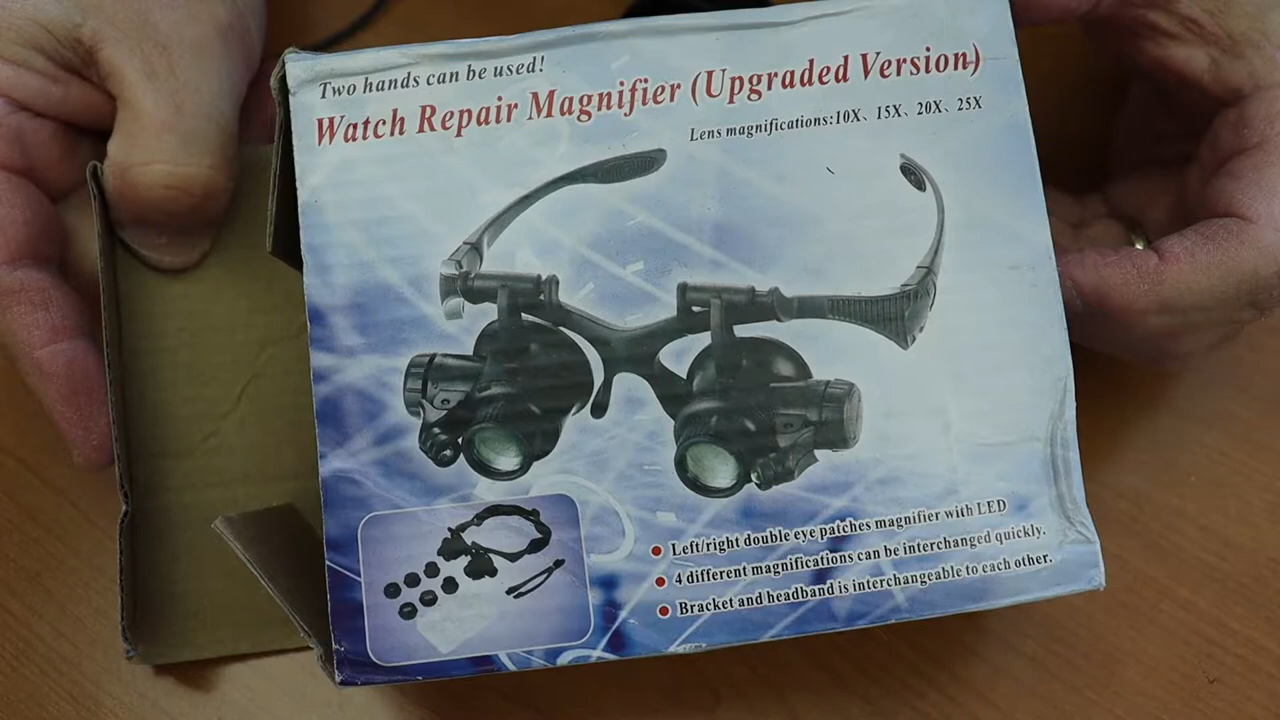 Two hands can be used!
Watch Repair Magnifier (Upgraded Version)
Lens magnifications:10X、15X、20X、25X
Left/right double eye patches magnifier with LED
4 different magnifications can be interchanged quickly.
Bracket and headband is interchangeable to each other.